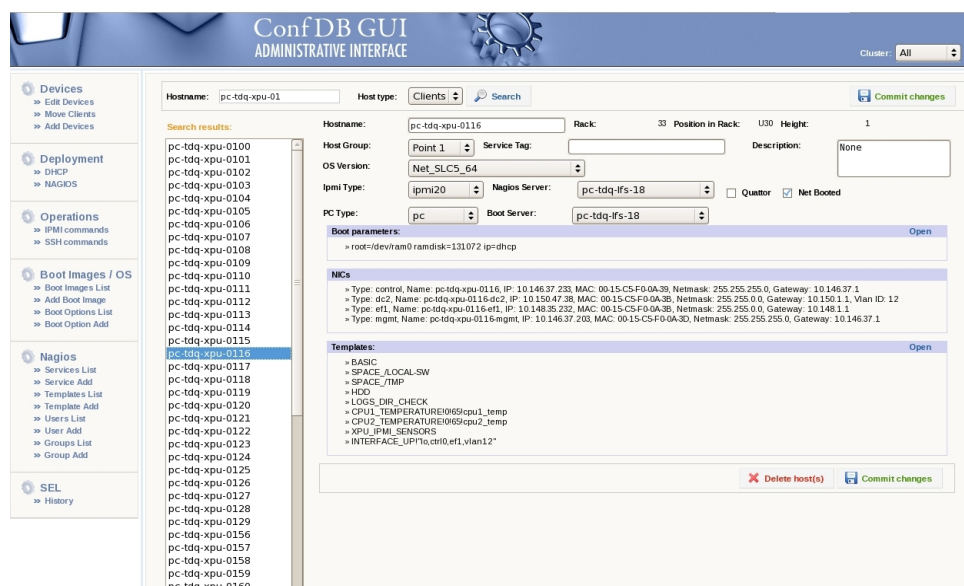 ConfDB GUI
ADMINISTRATIVE INTERFACE
Cluster: All
Devices
» Edit Devices
» Move Clients
» Add Devices
Deployment
» DHCP
» NAGIOS
Operations
» IPMI commands
» SSH commands
Boot Images / OS
» Boot Images List
» Add Boot Image
» Boot Options List
» Boot Option Add
Nagios
» Services List
» Service Add
» Templates List
» Template Add
» Users List
» User Add
» Groups List
» Group Add
SEL
» History
Hostname: pc-tdq-xpu-01 Host type: Clients Search Commit changes
Search results:
pc-tdq-xpu-0100
pc-tdq-xpu-0101
pc-tdq-xpu-0102
pc-tdq-xpu-0103
pc-tdq-xpu-0104
pc-tdq-xpu-0105
pc-tdq-xpu-0106
pc-tdq-xpu-0107
pc-tdq-xpu-0108
pc-tdq-xpu-0109
pc-tdq-xpu-0110
pc-tdq-xpu-0111
pc-tdq-xpu-0112
pc-tdq-xpu-0113
pc-tdq-xpu-0114
pc-tdq-xpu-0115
pc-tdq-xpu-0116
pc-tdq-xpu-0117
pc-tdq-xpu-0118
pc-tdq-xpu-0119
pc-tdq-xpu-0120
pc-tdq-xpu-0121
pc-tdq-xpu-0122
pc-tdq-xpu-0123
pc-tdq-xpu-0124
pc-tdq-xpu-0125
pc-tdq-xpu-0126
pc-tdq-xpu-0127
pc-tdq-xpu-0128
pc-tdq-xpu-0129
pc-tdq-xpu-0156
pc-tdq-xpu-0157
pc-tdq-xpu-0158
pc-tdq-xpu-0159
pc-tdq-xpu-0160
Hostname: pc-tdq-xpu-0116 Rack: 33 Position in Rack: U30 Height: 1
Host Group: Point 1 Service Tag: Description: None
OS Version: Net_SLC5_64
Ipmi Type: ipmi20 Nagios Server: pc-tdq-lfs-18 Quattor Net Booted
PC Type: pc Boot Server: pc-tdq-lfs-18
Boot parameters: Open
» root=/dev/ram0 ramdisk=131072 ip=dhcp
NICs
» Type: control, Name: pc-tdq-xpu-0116, IP: 10.146.37.233, MAC: 00-15-C5-F0-0A-39, Netmask: 255.255.255.0, Gateway: 10.146.37.1
» Type: dc2, Name: pc-tdq-xpu-0116-dc2, IP: 10.150.47.38, MAC: 00-15-C5-F0-0A-3B, Netmask: 255.255.0.0, Gateway: 10.150.1.1, Vlan ID: 12
» Type: ef1, Name: pc-tdq-xpu-0116-ef1, IP: 10.148.35.232, MAC: 00-15-C5-F0-0A-3B, Netmask: 255.255.0.0, Gateway: 10.148.1.1
» Type: mgmt, Name: pc-tdq-xpu-0116-mgmt, IP: 10.146.37.203, MAC: 00-15-C5-F0-0A-3D, Netmask: 255.255.255.0, Gateway: 10.146.37.1
Templates: Open
» BASIC
» SPACE_/LOCAL-SW
» SPACE_/TMP
» HDD
» LOGS_DIR_CHECK
» CPU1_TEMPERATURE!0!65!cpu1_temp
» CPU2_TEMPERATURE!0!65!cpu2_temp
» XPU_IPMI_SENSORS
» INTERFACE_UP!"lo,ctrl0,ef1,vlan12"
Delete host(s) Commit changes